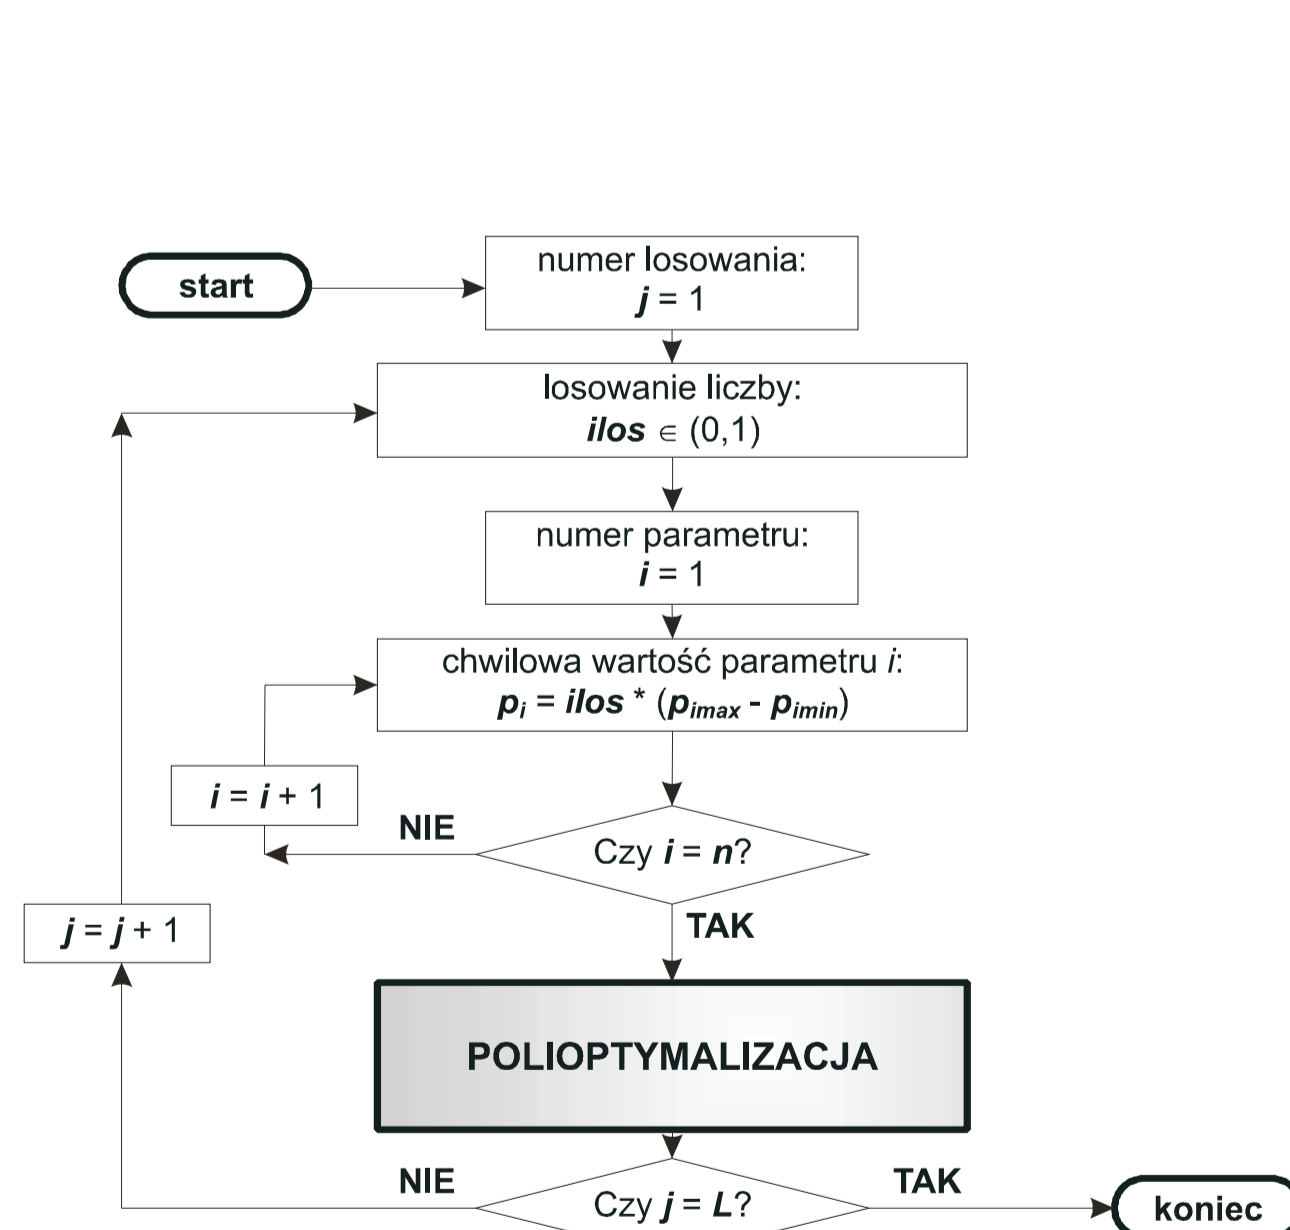 start
numer losowania:
j = 1
losowanie liczby:
ilos ∈ (0,1)
numer parametru:
i = 1
chwilowa wartość parametru i:
pᵢ = ilos * (pᵢₘₐₓ - pᵢₘᵢₙ)
i = i + 1
NIE
Czy i = n?
TAK
j = j + 1
POLIOPTYMALIZACJA
NIE
Czy j = L?
TAK
koniec